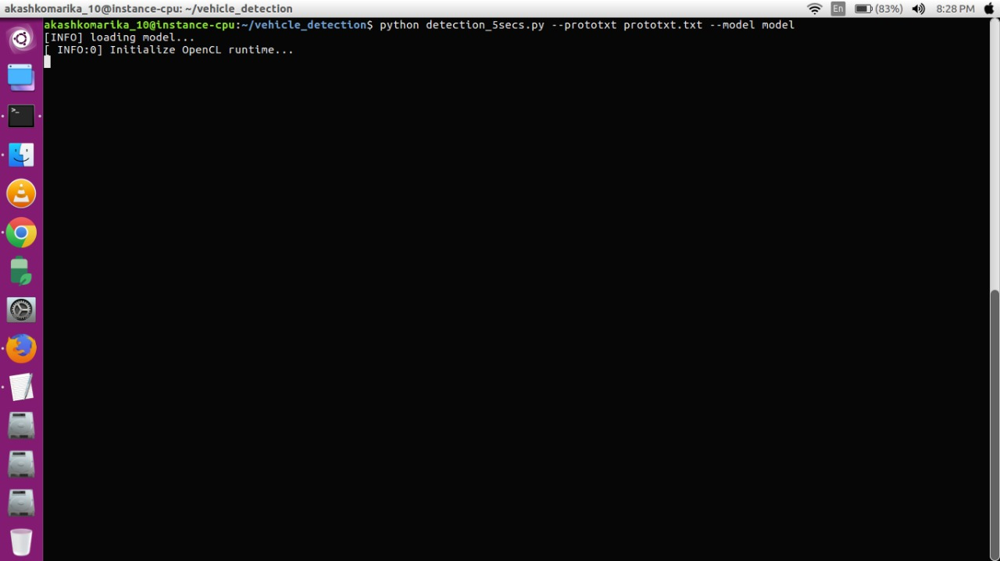 akashkomarika_10@instance-cpu: ~/vehicle_detection
En
(83%)
8:28 PM
akashkomarika_10@instance-cpu:~/vehicle_detection$ python detection_5secs.py --prototxt prototxt.txt --model model
[INFO] loading model...
[ INFO:0] Initialize OpenCL runtime...
>_